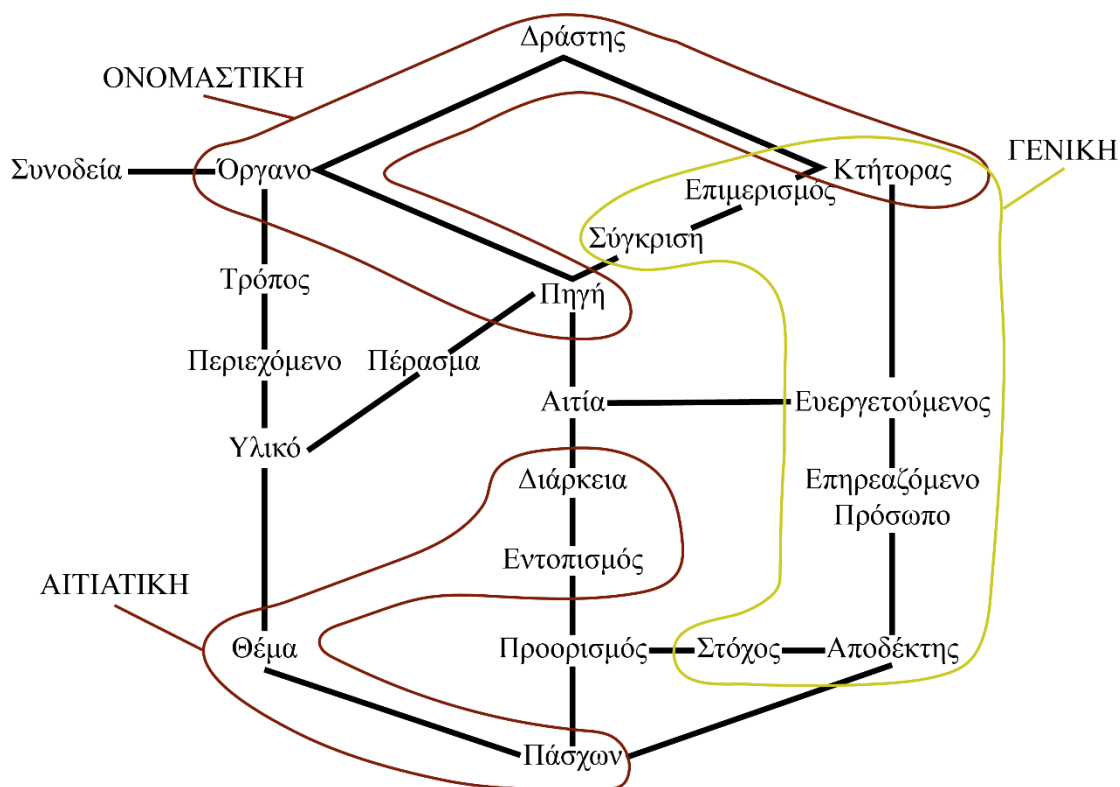 Δράστης
ΟΝΟΜΑΣΤΙΚΗ
ΓΕΝΙΚΗ
Συνοδεία
Όργανο
Κτήτορας
Επιμερισμός
Σύγκριση
Τρόπος
Πηγή
Περιεχόμενο
Πέρασμα
Αιτία
Ευεργετούμενος
Υλικό
Διάρκεια
Επηρεαζόμενο
Πρόσωπο
Εντοπισμός
ΑΙΤΙΑΤΙΚΗ
Θέμα
Προορισμός
Στόχος
Αποδέκτης
Πάσχων